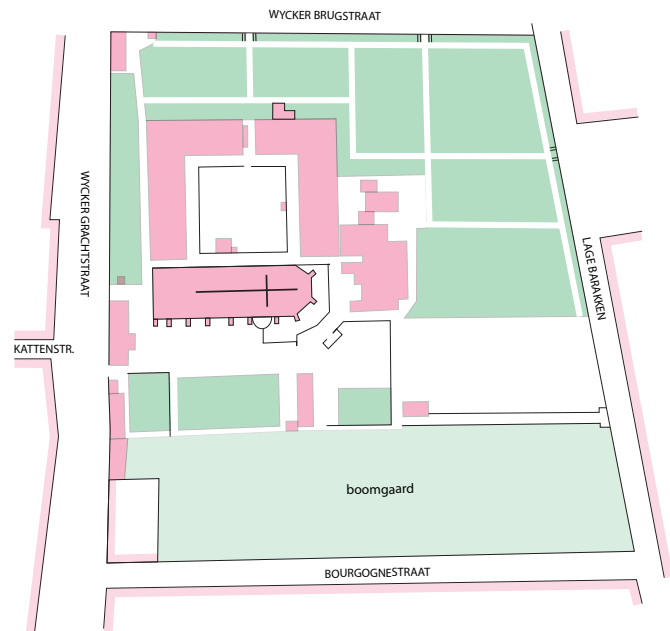 WYCKER BRUGSTRAAT
WYCKER GRACHTSTRAAT
LAGE BARAKKEN
KATTENSTR.
boomgaard
BOURGOGNESTRAAT